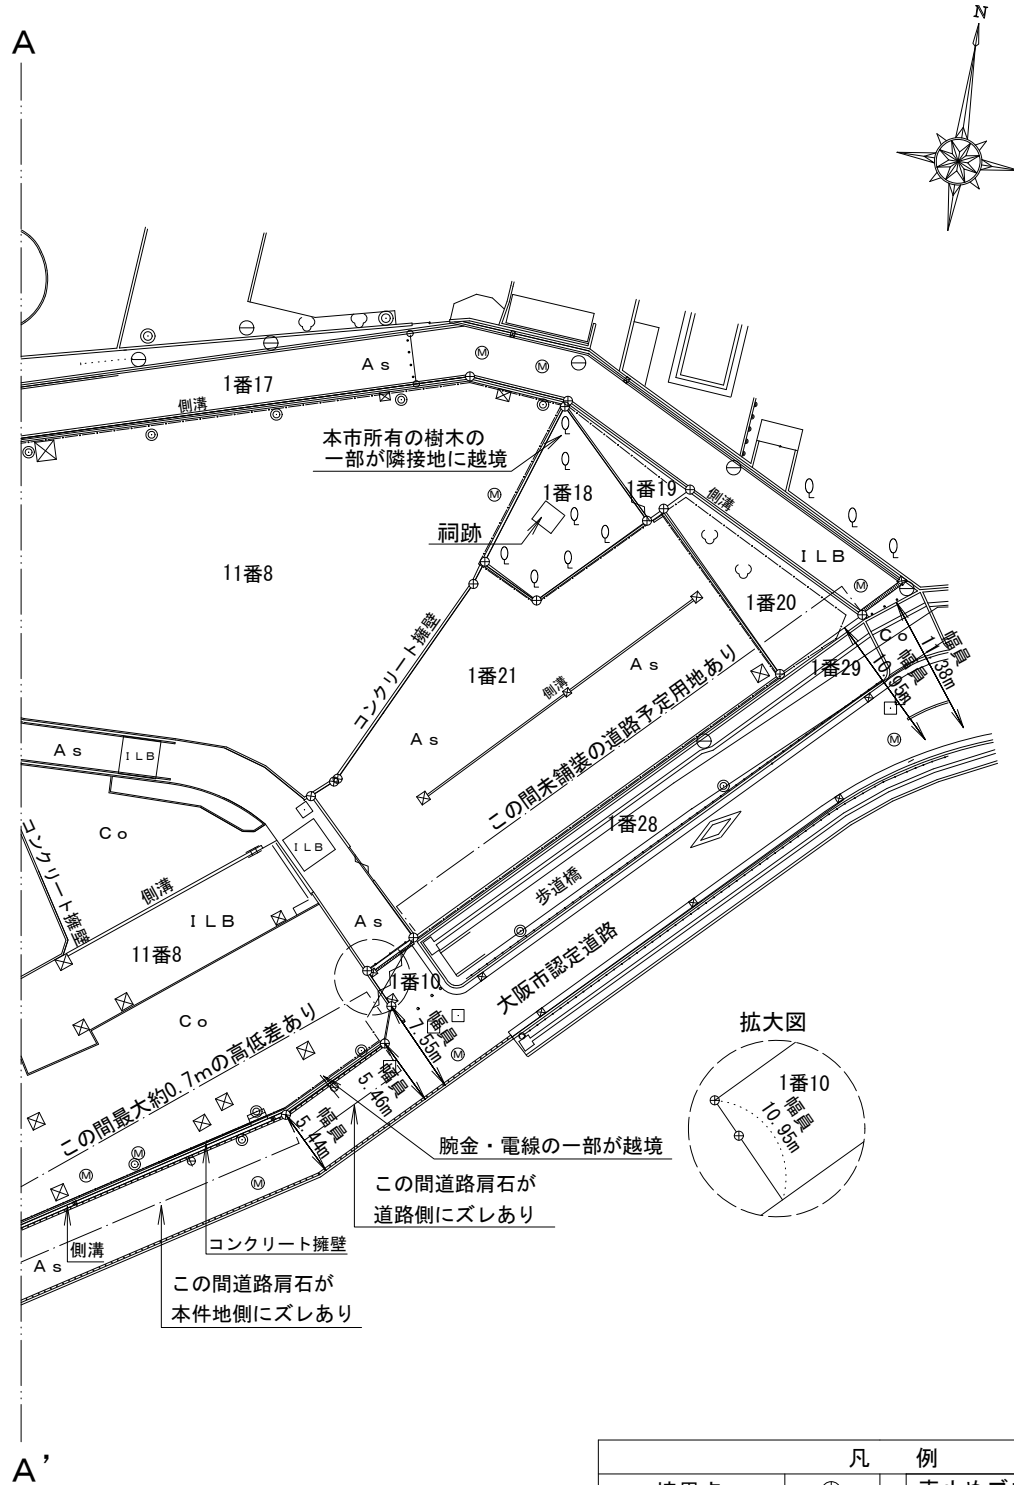 N
A
As
1番17
側溝
本市所有の樹木の
一部が隣接地に越境
1番18
1番19
側溝
祠跡
ILB
11番8
1番20
コンクリート擁壁
1番21
As
側溝
As
この間未舗装の道路予定用地あり
1番29
Co
幅員
11.38m
幅員
10.95m
As
ILB
Co
コンクリート擁壁
ILB
側溝
ILB
11番8
1番28
歩道橋
As
1番10
大阪市認定道路
Co
この間最大約0.7mの高低差あり
幅員
7.55m
幅員
5.46m
幅員
5.44m
拡大図
1番10
幅員
10.95m
腕金・電線の一部が越境
この間道路肩石が
道路側にズレあり
側溝
コンクリート擁壁
As
この間道路肩石が
本件地側にズレあり
A’
凡 例